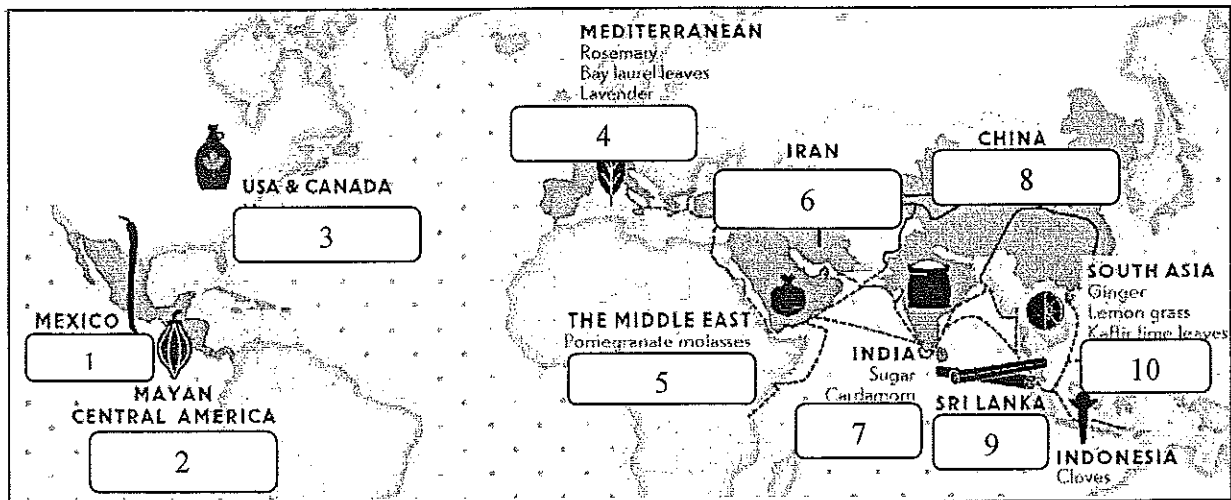 MEDITERRANEAN
Rosemary
Bay laurel leaves
Lavender
4
IRAN
6
CHINA
8
USA & CANADA
3
SOUTH ASIA
Ginger
Lemon grass
Kaffir lime leaves
10
MEXICO
1
THE MIDDLE EAST
Pomegranate molasses
5
INDIA
Sugar
Cardamom
7
SRI LANKA
9
MAYAN
CENTRAL AMERICA
2
INDONESIA
Cloves